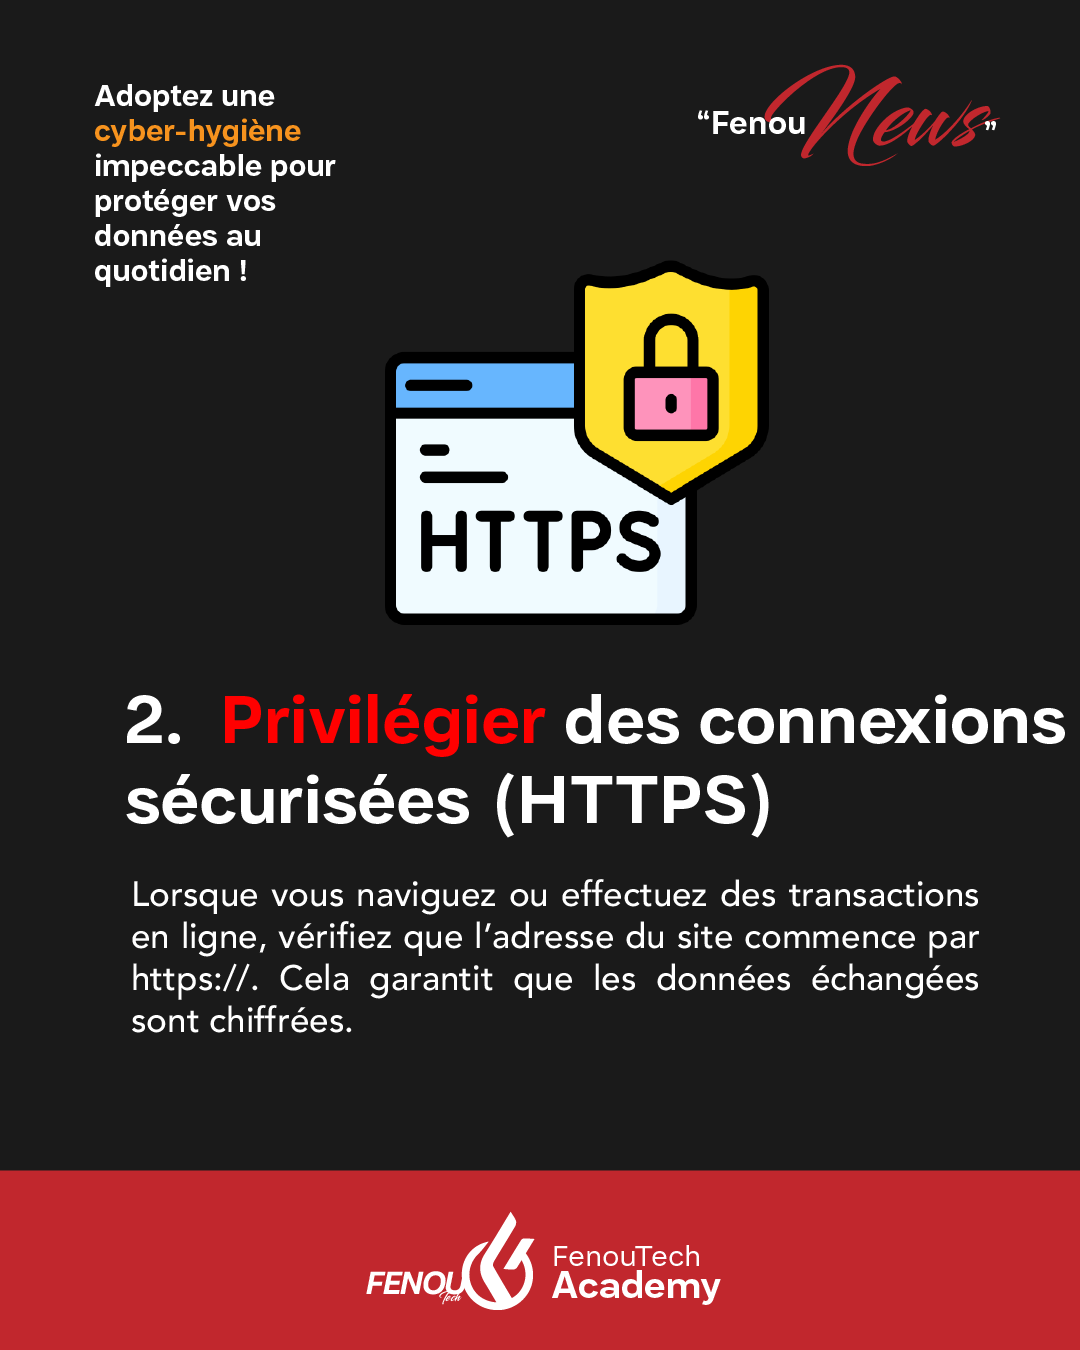 Adoptez une
cyber-hygiène
impeccable pour
protéger vos
données au
quotidien !
“Fenou News”
HTTPS
2. Privilégier des connexions
sécurisées (HTTPS)
Lorsque vous naviguez ou effectuez des transactions
en ligne, vérifiez que l’adresse du site commence par
https://. Cela garantit que les données échangées
sont chiffrées.
FENOU
Tech
FenouTech
Academy